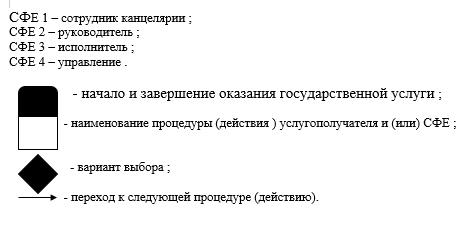 СФЕ 1 – сотрудник канцелярии ;
СФЕ 2 – руководитель ;
СФЕ 3 – исполнитель ;
СФЕ 4 – управление .
- начало и завершение оказания государственной услуги ;
- наименование процедуры (действия ) услугополучателя и (или) СФЕ ;
- вариант выбора ;
- переход к следующей процедуре (действию).